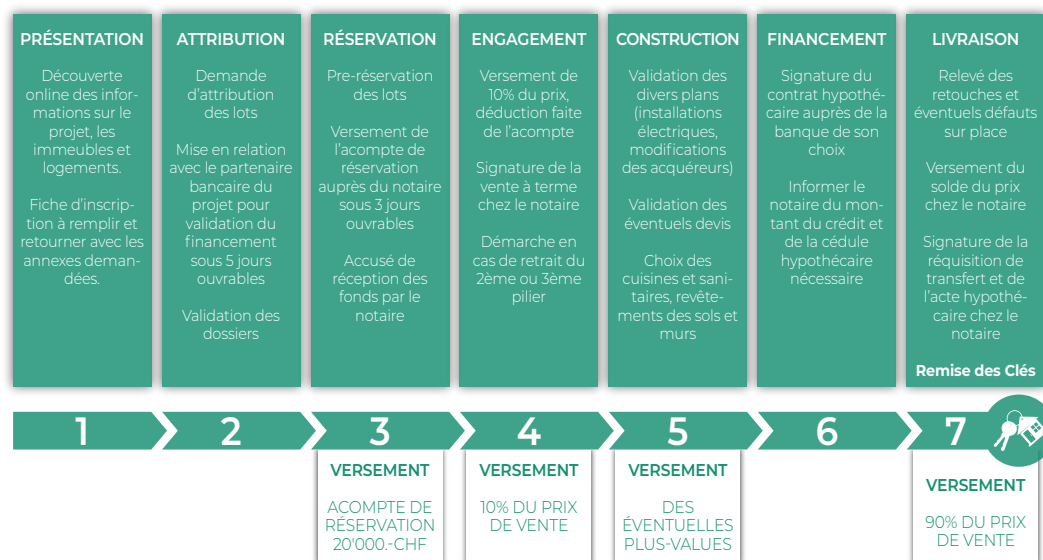 PRÉSENTATION
Découverte
online des infor-
mations sur le
projet, les
immeubles et
logements.
Fiche d'inscrip-
tion à remplir et
retourner avec les
annexes deman-
dées.
ATTRIBUTION
Demande
d'attribution
des lots
Mise en relation
avec le partenaire
bancaire du
projet pour
validation du
financement
sous 5 jours
ouvrables
Validation des
dossiers
RÉSERVATION
Pre-réservation
des lots
Versement de
l'acompte de
réservation
auprès du notaire
sous 3 jours
ouvrables
Accusé de
réception des
fonds par le
notaire
ENGAGEMENT
Versement de
10% du prix,
déduction faite
de l'acompte
Signature de la
vente à terme
chez le notaire
Démarche en
cas de retrait du
2ème ou 3ème
pilier
CONSTRUCTION
Validation des
divers plans
(installations
électriques,
modifications
des acquéreurs)
Validation des
éventuels devis
Choix des
cuisines et sani-
taires, revête-
ments des sols et
murs
FINANCEMENT
Signature du
contrat hypothé-
caire auprès de la
banque de son
choix
Informer le
notaire du mon-
tant du crédit et
de la cédule
hypothécaire
nécessaire
LIVRAISON
Relevé des
retouches et
éventuels défauts
sur place
Versement du
solde du prix
chez le notaire
Signature de la
réquisition de
transfert et de
l'acte hypothé-
caire chez le
notaire
Remise des Clés
1
2
3
4
5
6
7
VERSEMENT
ACOMPTE DE
RÉSERVATION
20'000.-CHF
VERSEMENT
10% DU PRIX
DE VENTE
VERSEMENT
DES
ÉVENTUELLES
PLUS-VALUES
VERSEMENT
90% DU PRIX
DE VENTE